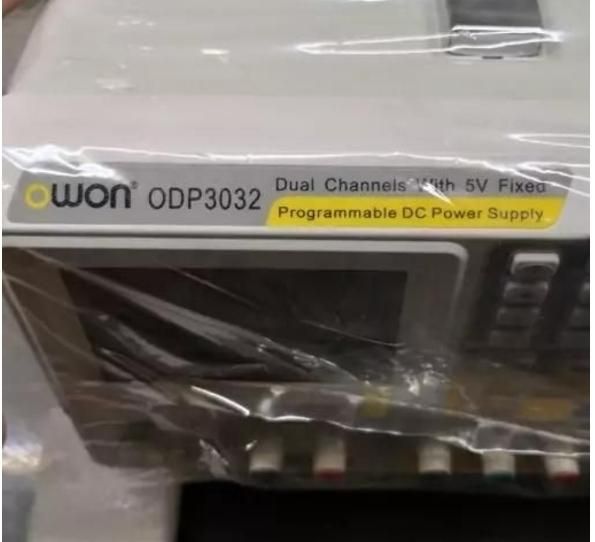 OWON® ODP3032 Dual Channels With 5V Fixed
Programmable DC Power Supply